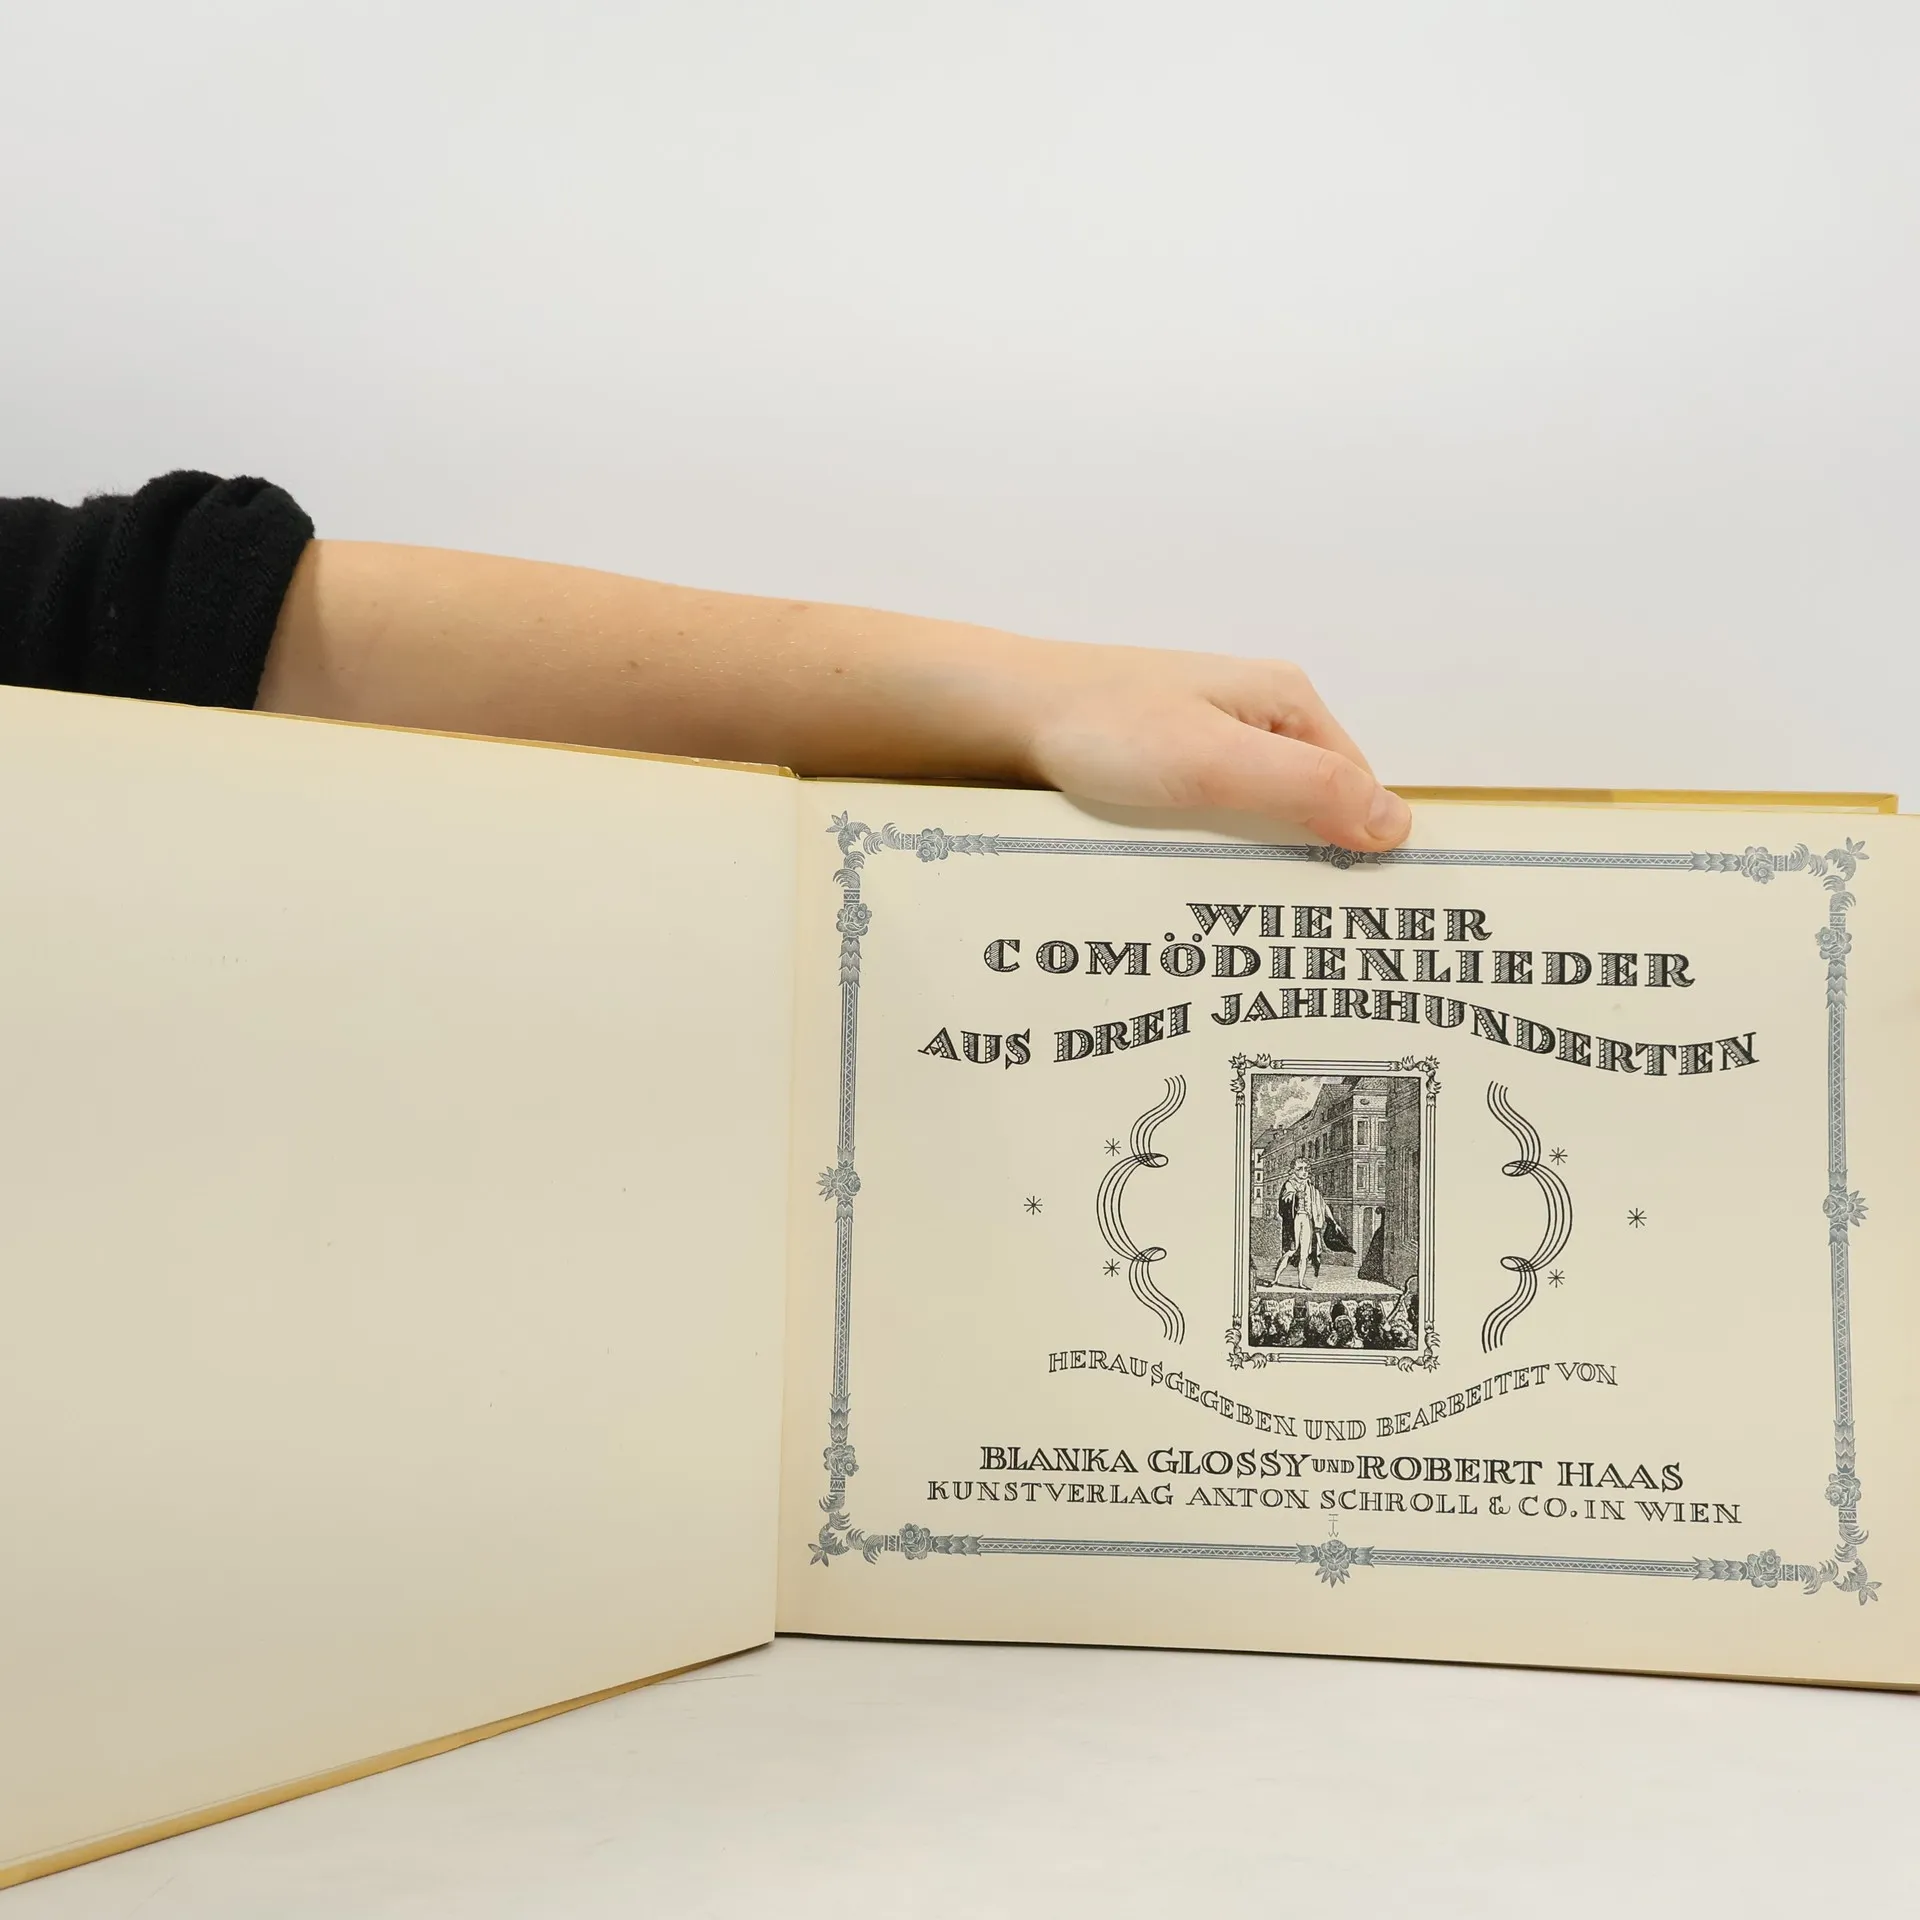 WIENER
COMÖDIENLIEDER
AUS DREI JAHRHUNDERTEN
HERAUSGEGEBEN UND BEARBEITET VON
BLANKA GLOSSY UND ROBERT HAAS
KUNSTVERLAG ANTON SCHROLL & CO. IN WIEN